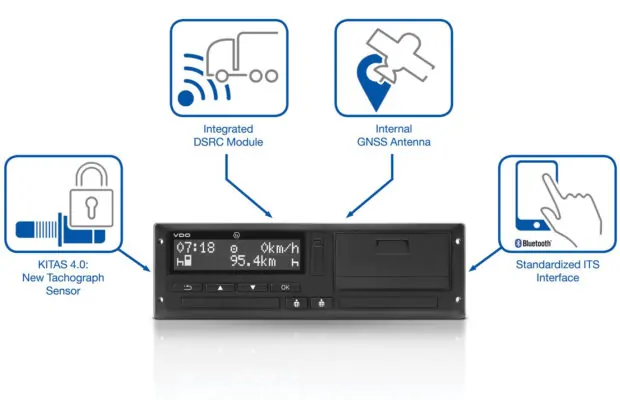 Integrated
DSRC Module
Internal
GNSS Antenna
KITAS 4.0:
New Tachograph
Sensor
Bluetooth
Standardized ITS
Interface
VDO
07:18 0km/h
h 95.4km h
OK